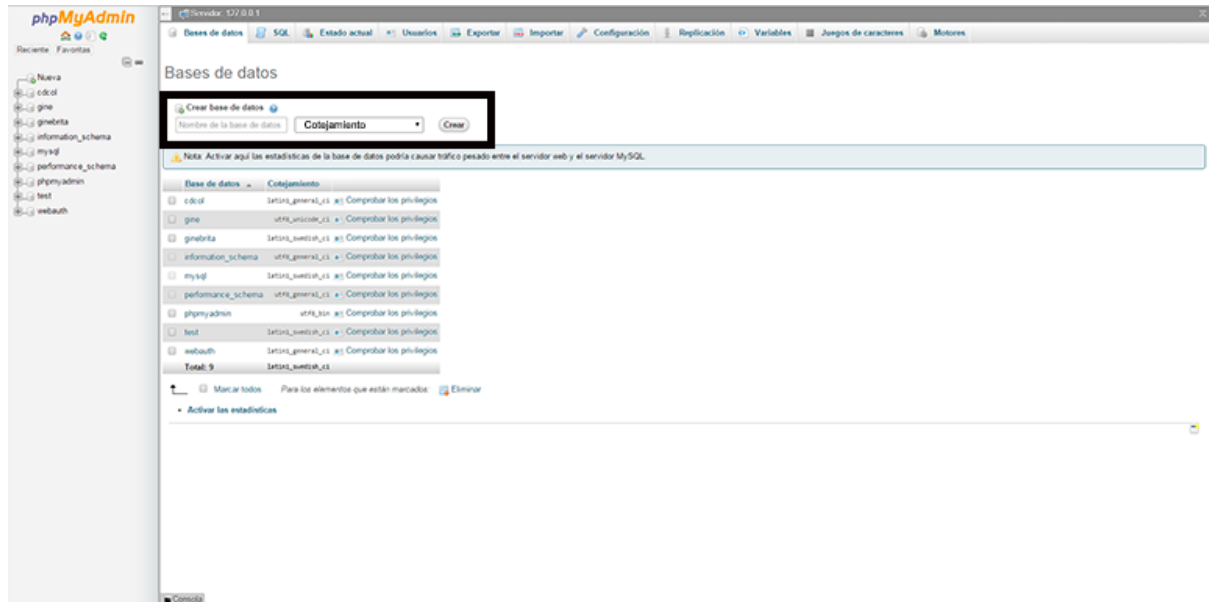 phpMyAdmin
Reciente Favoritas
Nueva
cdcol
gine
ginebrita
information_schema
mysql
performance_schema
phpmyadmin
test
webauth
Servidor: 127.0.0.1
Bases de datos SQL Estado actual Usuarios Exportar Importar Configuración Replicación Variables Juegos de caracteres Motores
Bases de datos
Crear base de datos
Nombre de la base de datos Cotejamiento Crear
Nota: Activar aquí las estadísticas de la base de datos podría causar tráfico pesado entre el servidor web y el servidor MySQL.
Base de datos Cotejamiento
cdcol latin1_general_ci Comprobar los privilegios
gine utf8_unicode_ci Comprobar los privilegios
ginebrita latin1_swedish_ci Comprobar los privilegios
information_schema utf8_general_ci Comprobar los privilegios
mysql latin1_swedish_ci Comprobar los privilegios
performance_schema utf8_general_ci Comprobar los privilegios
phpmyadmin utf8_bin Comprobar los privilegios
test latin1_swedish_ci Comprobar los privilegios
webauth latin1_general_ci Comprobar los privilegios
Total: 9 latin1_swedish_ci
Marcar todos Para los elementos que están marcados: Eliminar
Activar las estadísticas
Consola